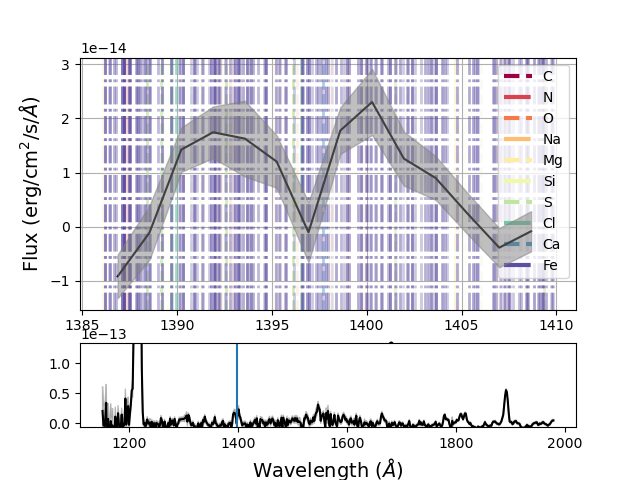 1e−14
3
2
1
0
−1
Flux (erg/cm²/s/Å)
C
N
O
Na
Mg
Si
S
Cl
Ca
Fe
1385 1390 1395 1400 1405 1410
1e−13
1.0
0.5
0.0
1200 1400 1600 1800 2000
Wavelength (Å)